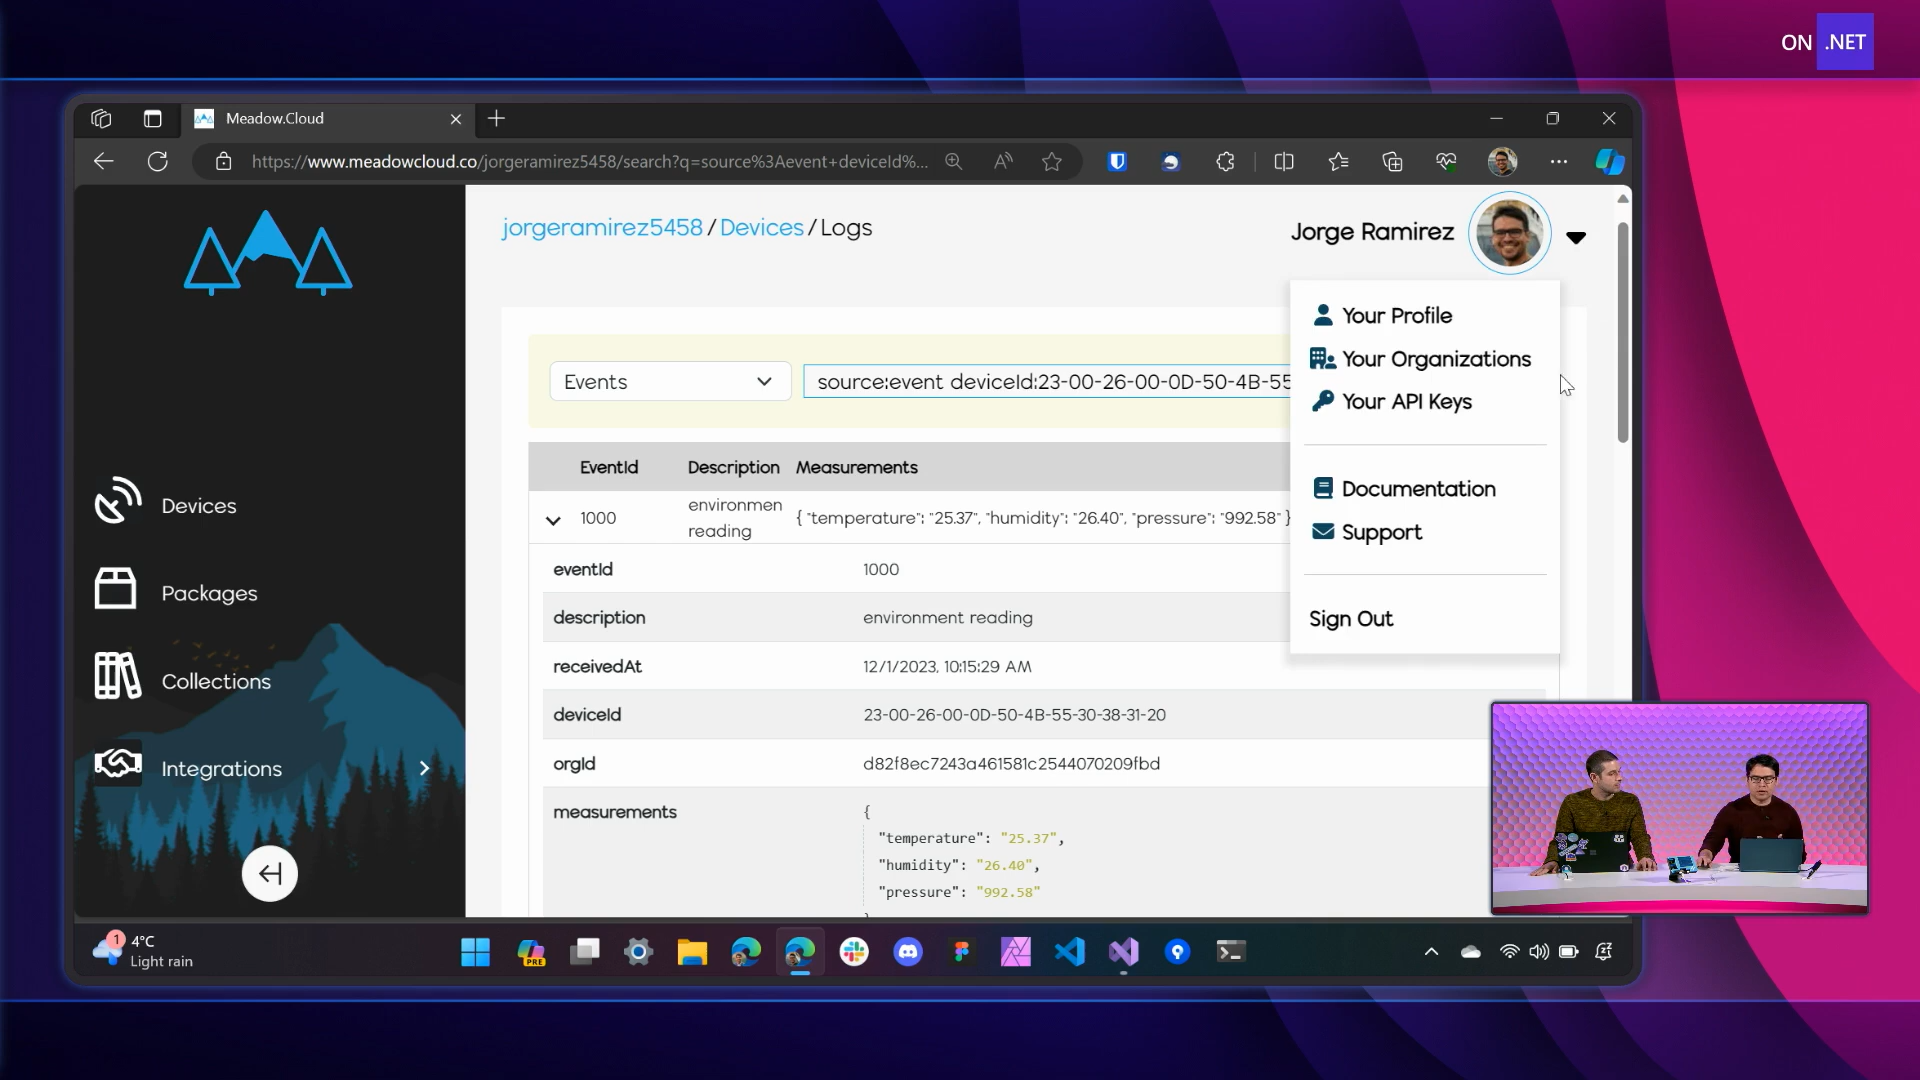 ON .NET
Meadow.Cloud
https://www.meadowcloud.co/jorgeramirez5458/search?q=source%3Aevent+deviceId%...
jorgeramirez5458 / Devices / Logs
Jorge Ramirez
Your Profile
Your Organizations
Your API Keys
Documentation
Support
Sign Out
Events
source:event deviceId:23-00-26-00-0D-50-4B-55
EventId Description Measurements
1000 environmen reading { "temperature": "25.37", "humidity": "26.40", "pressure": "992.58" }
eventId 1000
description environment reading
receivedAt 12/1/2023, 10:15:29 AM
deviceId 23-00-26-00-0D-50-4B-55-30-38-31-20
orgId d82f8ec7243a461581c2544070209fbd
measurements {
"temperature": "25.37",
"humidity": "26.40",
"pressure": "992.58"
Devices
Packages
Collections
Integrations
1
4°C
Light rain
PRE